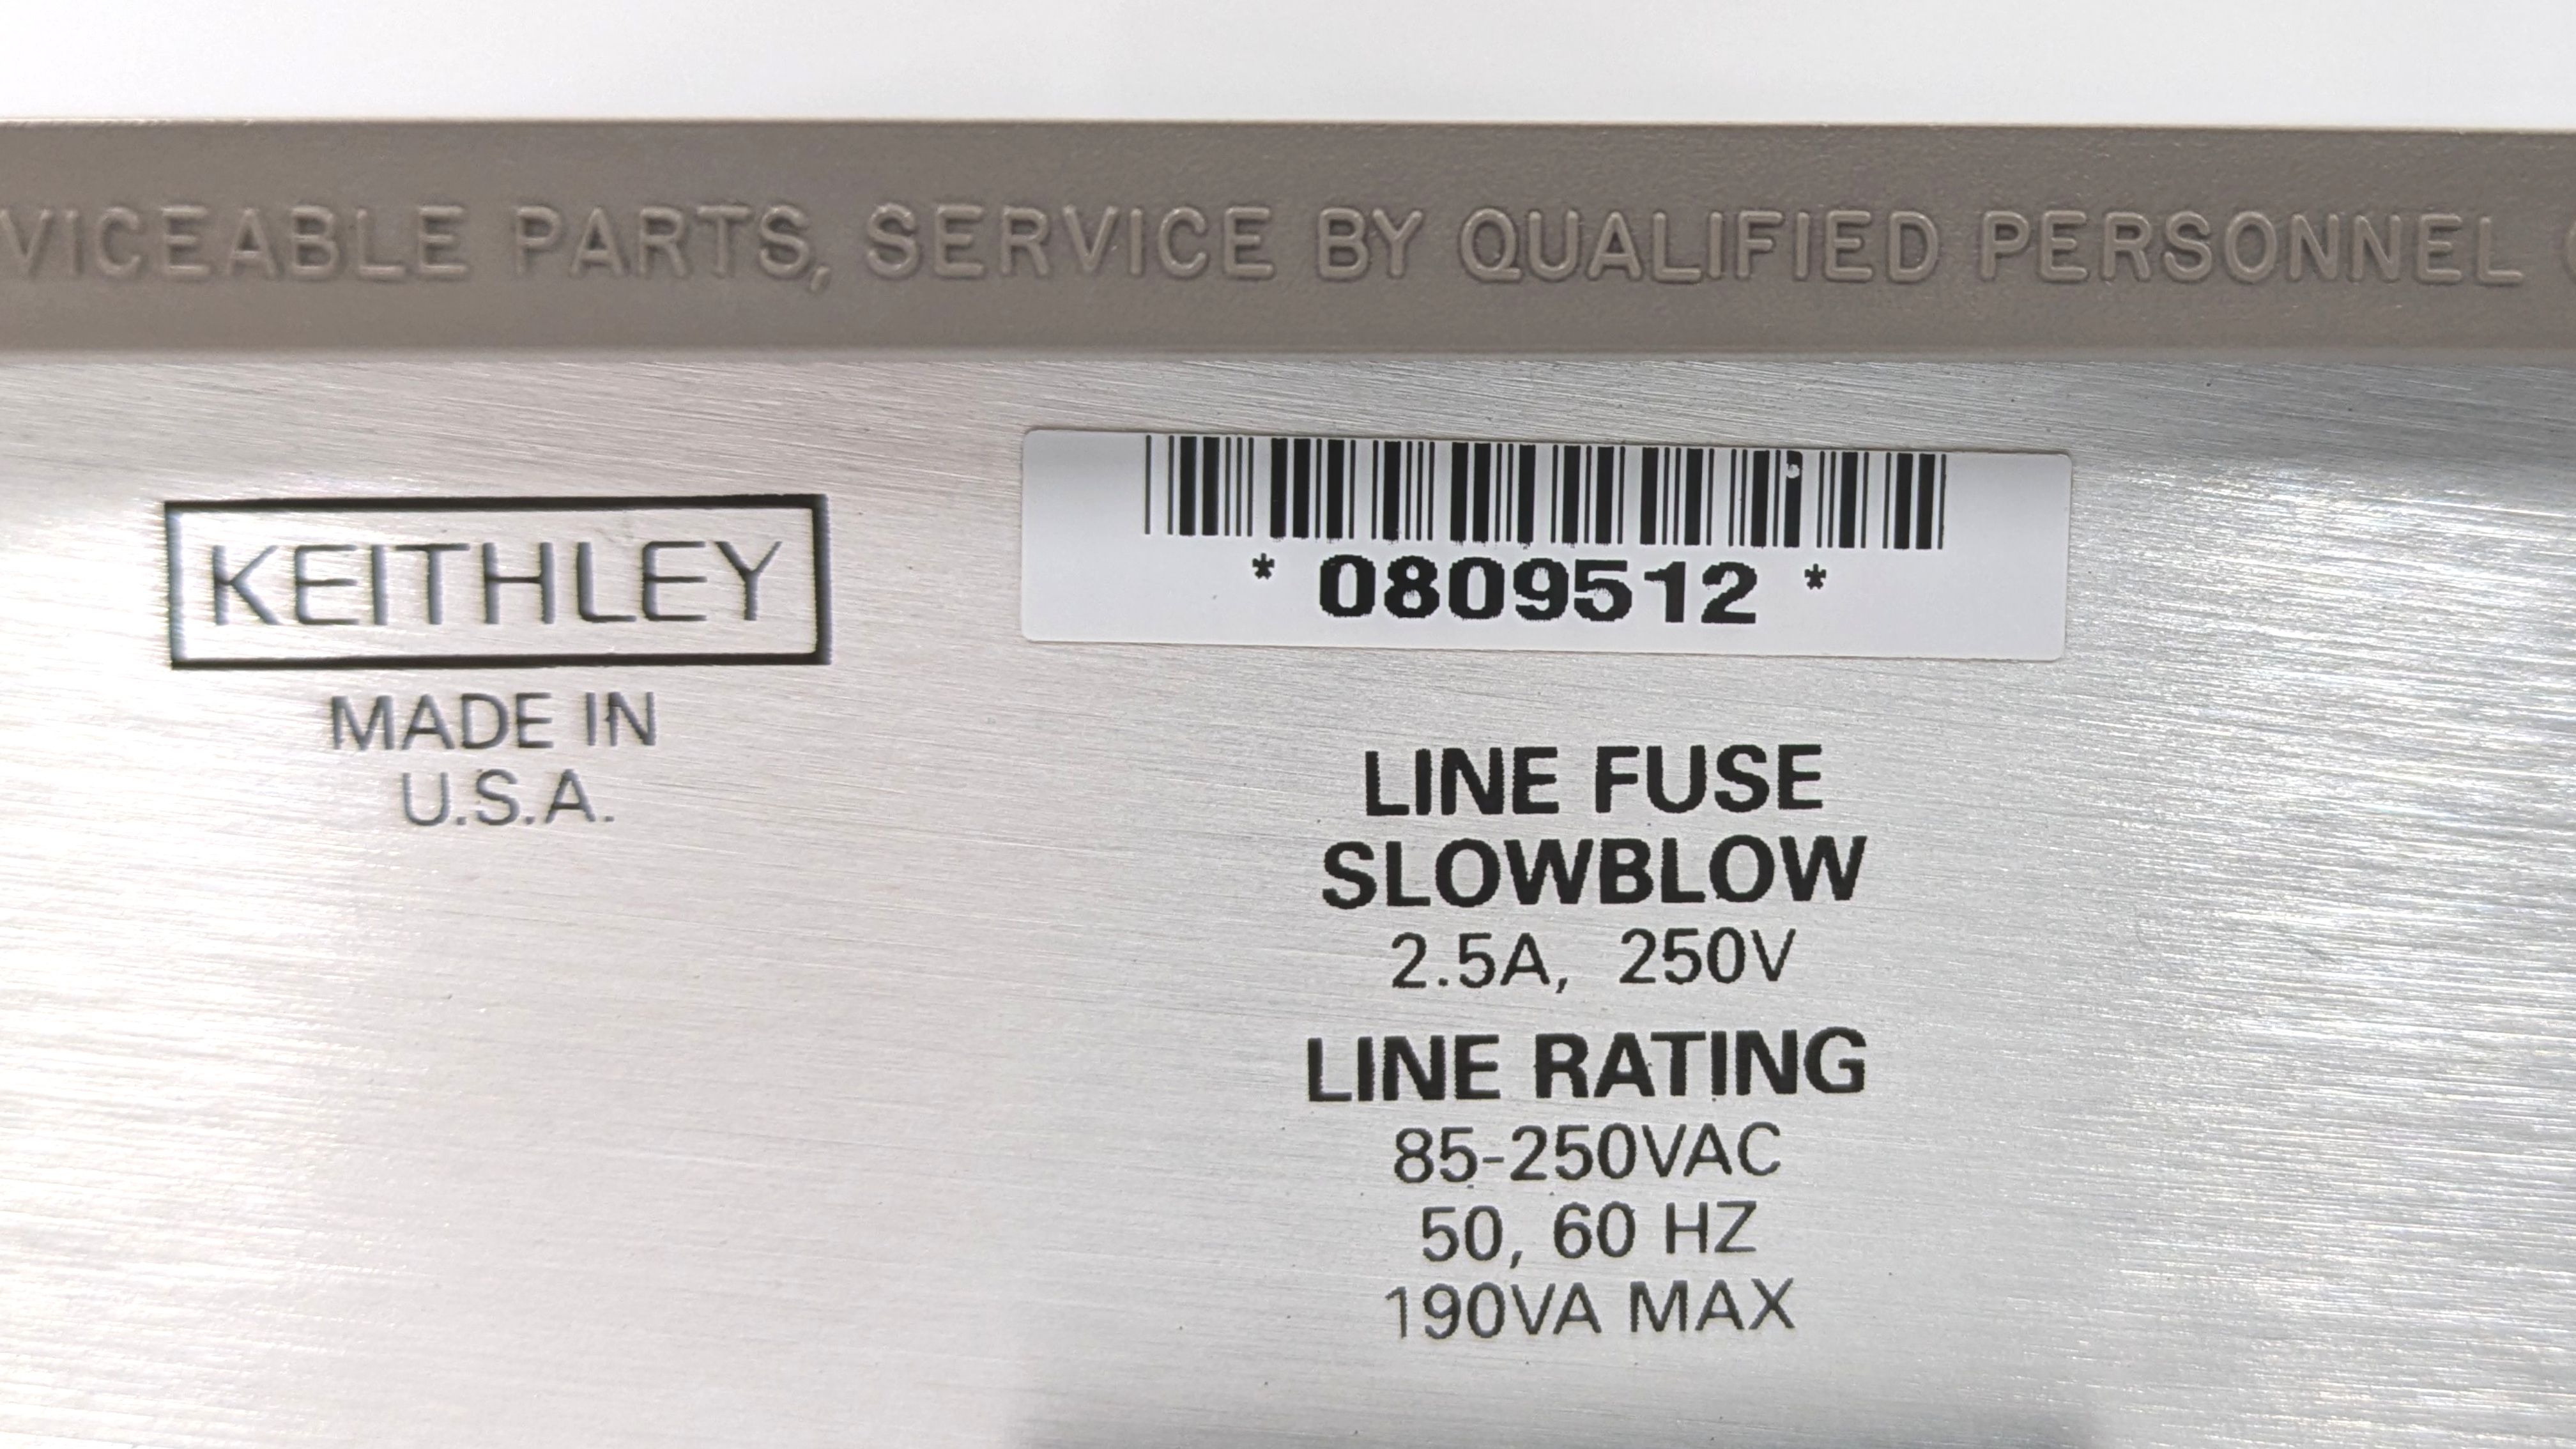 VICEABLE PARTS, SERVICE BY QUALIFIED PERSONNEL
KEITHLEY
MADE IN
U.S.A.
* 0809512 *
LINE FUSE
SLOWBLOW
2.5A, 250V
LINE RATING
85-250VAC
50, 60 HZ
190VA MAX